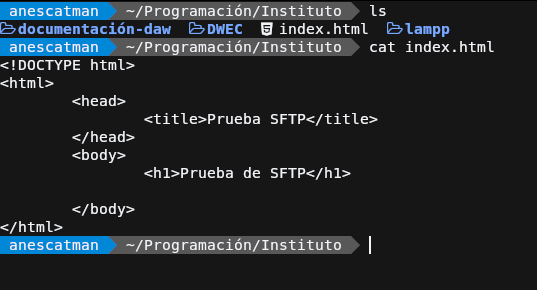 anescatman ~/Programación/Instituto ls
documentación-daw DWEC index.html lampp
anescatman ~/Programación/Instituto cat index.html
<!DOCTYPE html>
<html>
<head>
<title>Prueba SFTP</title>
</head>
<body>
<h1>Prueba de SFTP</h1>
</body>
</html>
anescatman ~/Programación/Instituto